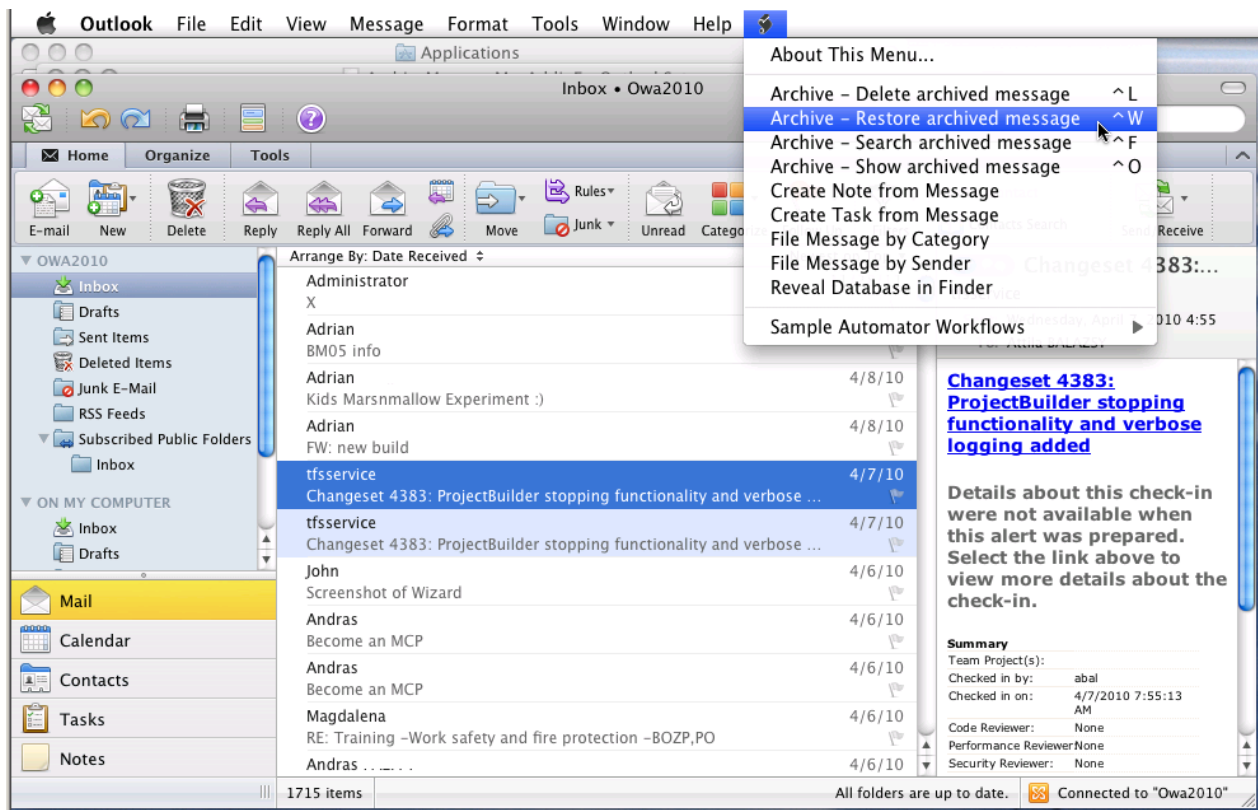 Outlook File Edit View Message Format Tools Window Help
Applications
Inbox • Owa2010
About This Menu...
Archive - Delete archived message ^L
Archive - Restore archived message ^W
Archive - Search archived message ^F
Archive - Show archived message ^O
Create Note from Message
Create Task from Message
File Message by Category
File Message by Sender
Reveal Database in Finder
Sample Automator Workflows
Home Organize Tools
E-mail New Delete Reply Reply All Forward Move Rules Junk Unread Receive
OWA2010
Inbox
Drafts
Sent Items
Deleted Items
Junk E-Mail
RSS Feeds
Subscribed Public Folders
Inbox
ON MY COMPUTER
Inbox
Drafts
Mail
Calendar
Contacts
Tasks
Notes
Arrange By: Date Received
Administrator
X
Adrian
BM05 info
Adrian 4/8/10
Kids Marsnmallow Experiment :)
Adrian 4/8/10
FW: new build
tfsservice 4/7/10
Changeset 4383: ProjectBuilder stopping functionality and verbose ...
tfsservice 4/7/10
Changeset 4383: ProjectBuilder stopping functionality and verbose ...
John 4/6/10
Screenshot of Wizard
Andras 4/6/10
Become an MCP
Andras 4/6/10
Become an MCP
Magdalena 4/6/10
RE: Training -Work safety and fire protection -BOZP,PO
Andras 4/6/10
Changeset 4383:...
2010 4:55
Changeset 4383:
ProjectBuilder stopping
functionality and verbose
logging added
Details about this check-in
were not available when
this alert was prepared.
Select the link above to
view more details about the
check-in.
Summary
Team Project(s):
Checked in by: abal
Checked in on: 4/7/2010 7:55:13
AM
Code Reviewer: None
Performance Reviewer: None
Security Reviewer: None
1715 items
All folders are up to date.
Connected to "Owa2010"